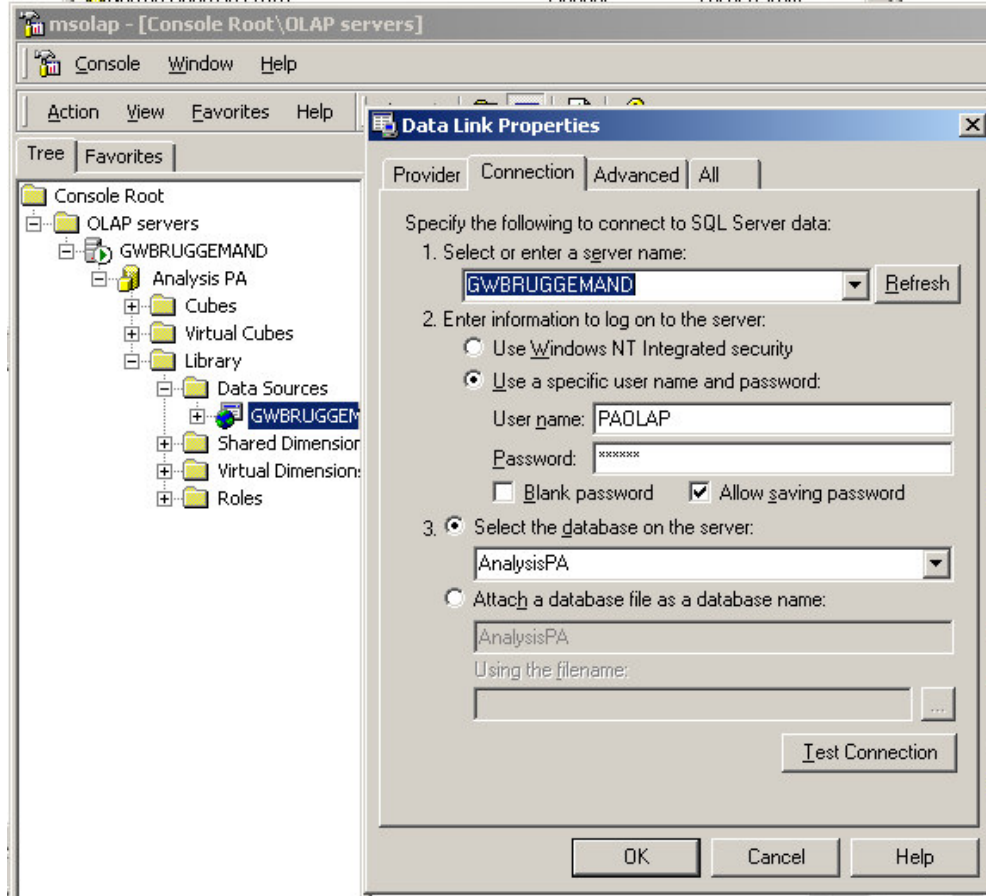 msolap - [Console Root\OLAP servers]
Console Window Help
Action View Favorites Help
Tree Favorites
Console Root
OLAP servers
GWBRUGGEMAND
Analysis PA
Cubes
Virtual Cubes
Library
Data Sources
GWBRUGGEM
Shared Dimension
Virtual Dimensions
Roles
Data Link Properties
Provider Connection Advanced All
Specify the following to connect to SQL Server data:
1. Select or enter a server name:
GWBRUGGEMAND Refresh
2. Enter information to log on to the server:
Use Windows NT Integrated security
Use a specific user name and password:
User name: PAOLAP
Password: ××××××
Blank password Allow saving password
3. Select the database on the server:
AnalysisPA
Attach a database file as a database name:
AnalysisPA
Using the filename:
...
Test Connection
OK Cancel Help